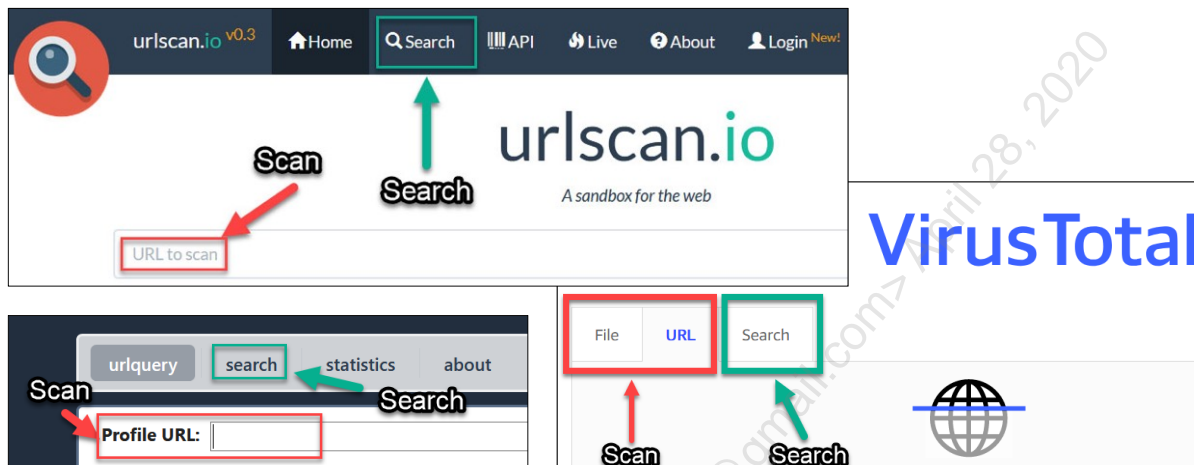 urlscan.io v0.3 Home Search API Live About Login New!
urlscan.io
Scan
Search
A sandbox for the web
URL to scan
VirusTotal
urlquery search statistics about
Scan
Search
Profile URL:
File URL Search
Scan
Search
@gmail.com> April 28, 2020